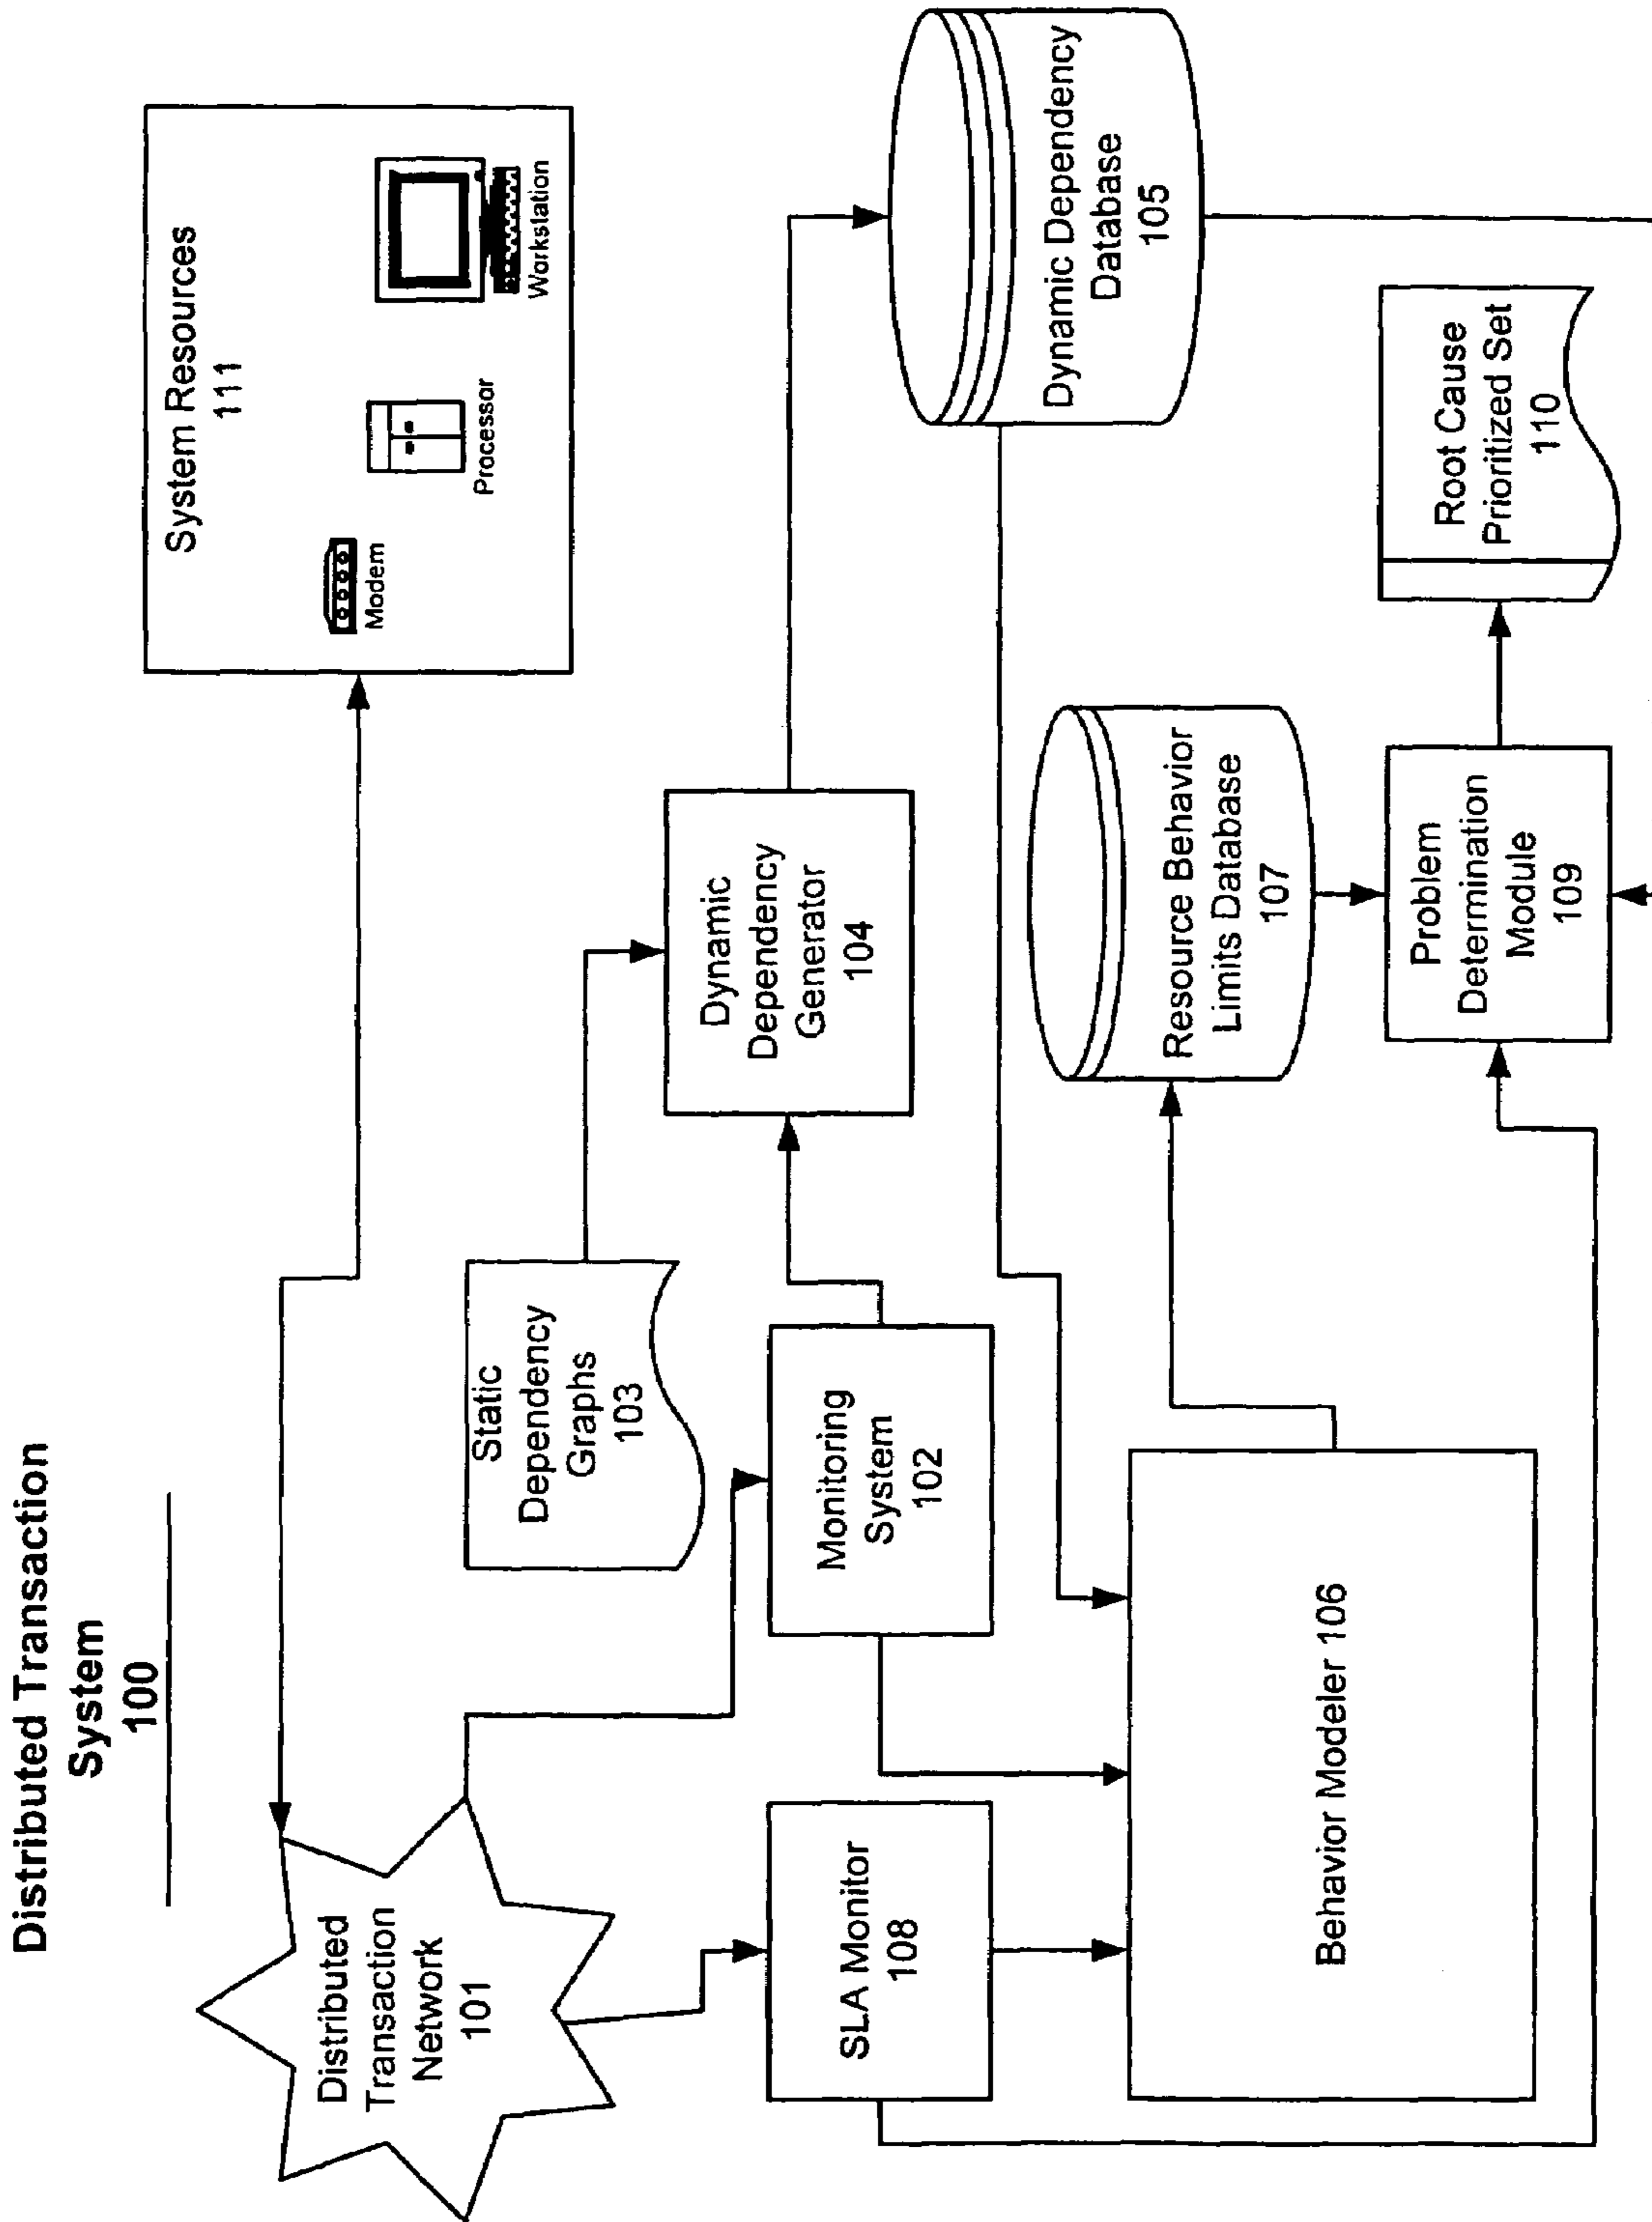 Distributed Transaction
System
100
System Resources
111
Modem
Processor
Workstation
Distributed
Transaction
Network
101
Static
Dependency
Graphs
103
Dynamic
Dependency
Generator
104
Dynamic Dependency
Database
105
SLA Monitor
108
Monitoring
System
102
Resource Behavior
Limits Database
107
Behavior Modeler 106
Problem
Determination
Module
109
Root Cause
Prioritized Set
110